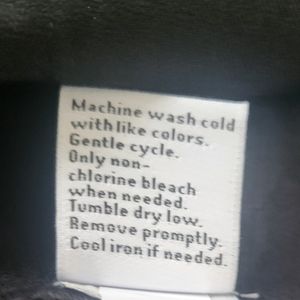 Machine wash cold
with like colors.
Gentle cycle.
Only non-
chlorine bleach
when needed.
Tumble dry low.
Remove promptly.
Cool iron if needed.